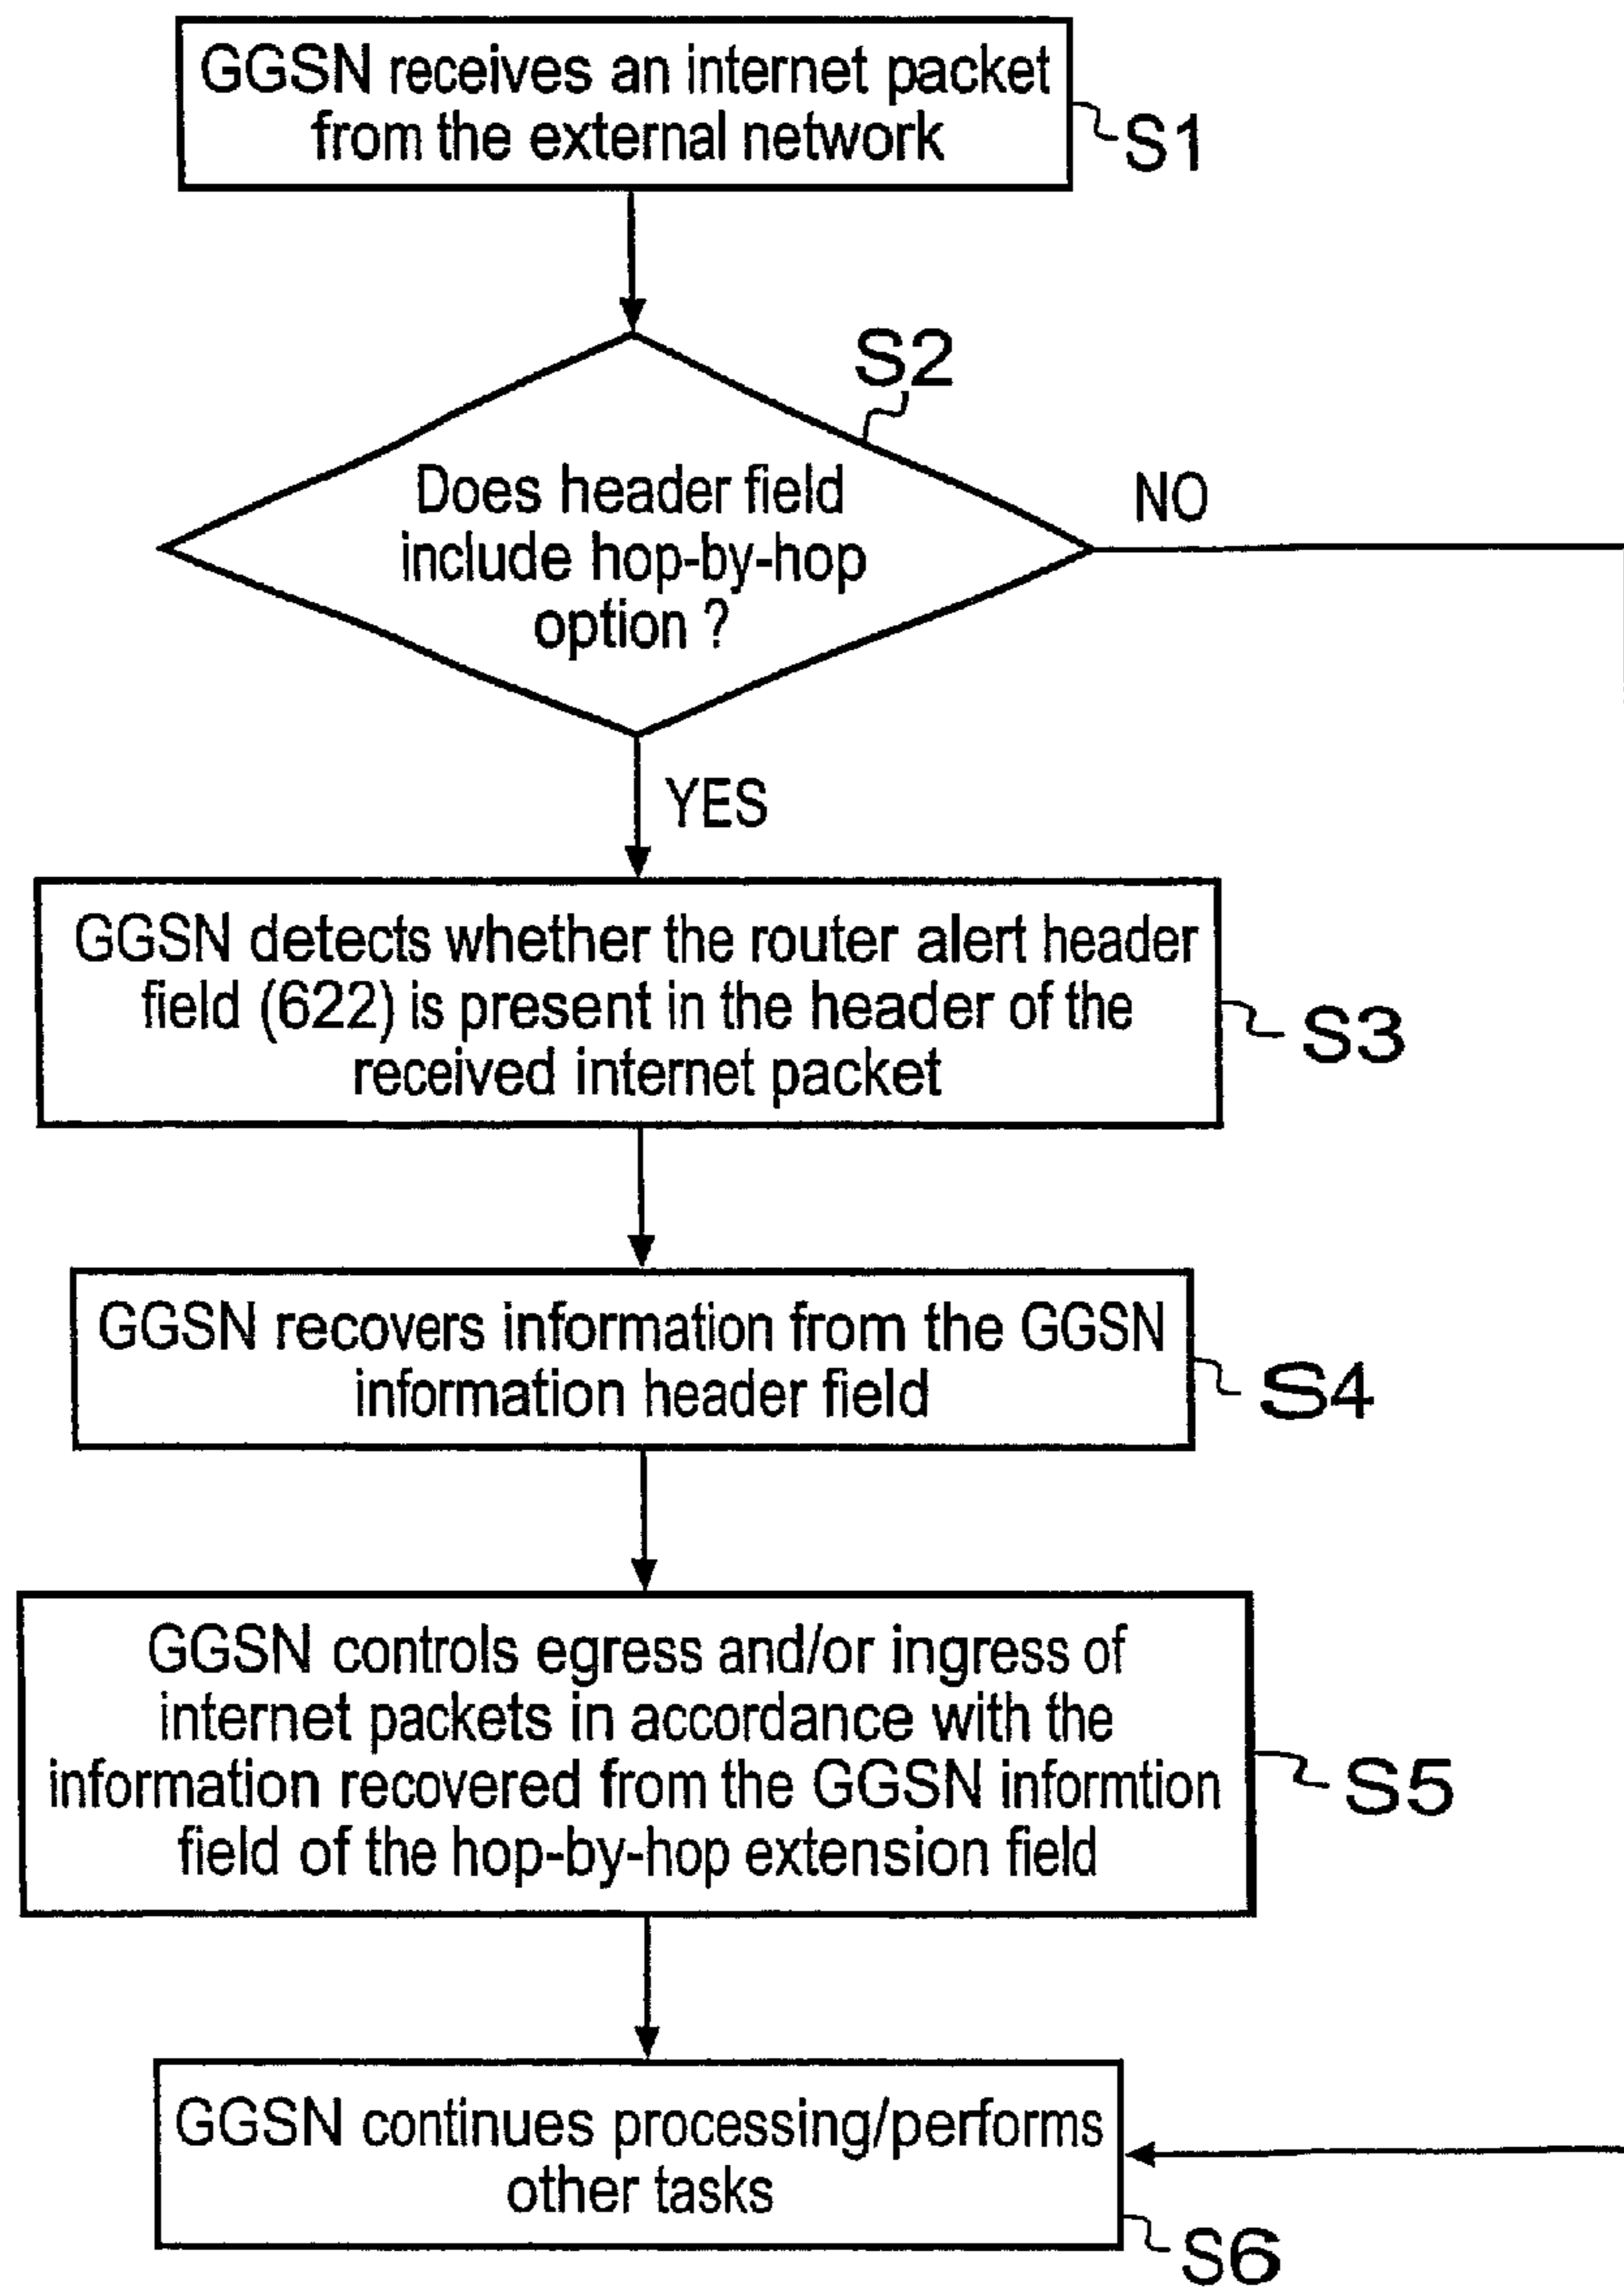 GGSN receives an internet packet
from the external network
S1
S2
Does header field
include hop-by-hop
option ?
NO
YES
GGSN detects whether the router alert header
field (622) is present in the header of the
received internet packet
S3
GGSN recovers information from the GGSN
information header field
S4
GGSN controls egress and/or ingress of
internet packets in accordance with the
information recovered from the GGSN informtion
field of the hop-by-hop extension field
S5
GGSN continues processing/performs
other tasks
S6